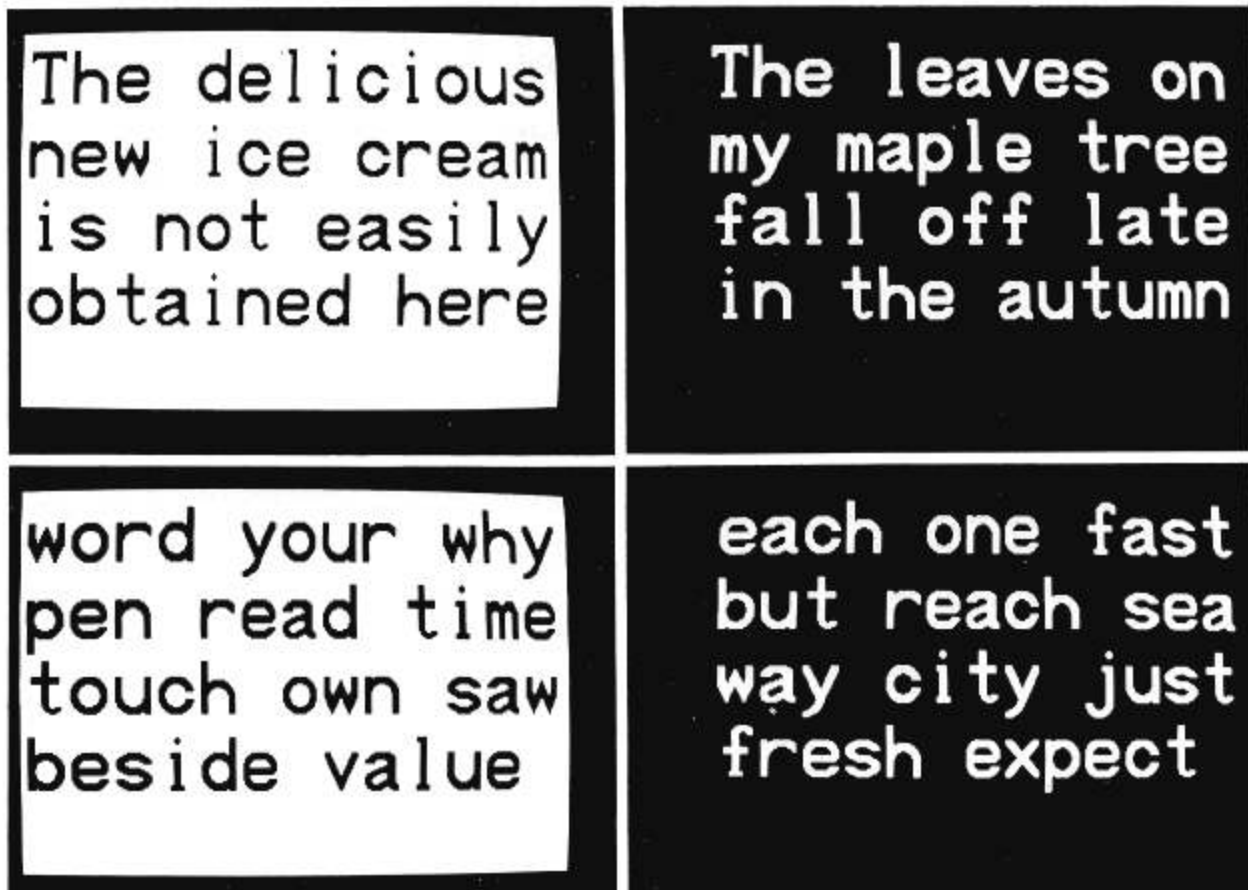 The delicious
new ice cream
is not easily
obtained here
The leaves on
my maple tree
fall off late
in the autumn
word your why
pen read time
touch own saw
beside value
each one fast
but reach sea
way city just
fresh expect